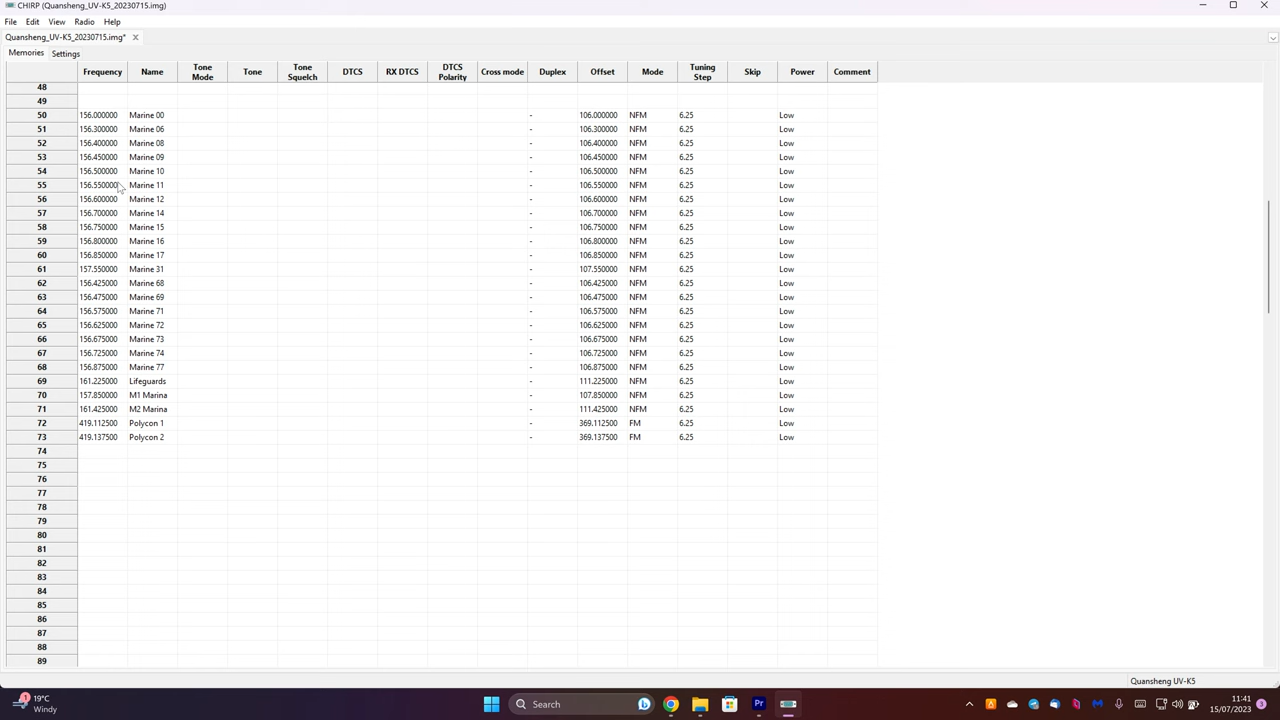 CHIRP (Quansheng_UV-K5_20230715.img)
File Edit View Radio Help
Quansheng_UV-K5_20230715.img*
Memories Settings
Frequency Name Tone Mode Tone Tone Squelch DTCS RX DTCS DTCS Polarity Cross mode Duplex Offset Mode Tuning Step Skip Power Comment
48
49
50 156.000000 Marine 00 - 106.000000 NFM 6.25 Low
51 156.300000 Marine 06 - 106.300000 NFM 6.25 Low
52 156.400000 Marine 08 - 106.400000 NFM 6.25 Low
53 156.450000 Marine 09 - 106.450000 NFM 6.25 Low
54 156.500000 Marine 10 - 106.500000 NFM 6.25 Low
55 156.550000 Marine 11 - 106.550000 NFM 6.25 Low
56 156.600000 Marine 12 - 106.600000 NFM 6.25 Low
57 156.700000 Marine 14 - 106.700000 NFM 6.25 Low
58 156.750000 Marine 15 - 106.750000 NFM 6.25 Low
59 156.800000 Marine 16 - 106.800000 NFM 6.25 Low
60 156.850000 Marine 17 - 106.850000 NFM 6.25 Low
61 157.550000 Marine 31 - 107.550000 NFM 6.25 Low
62 156.425000 Marine 68 - 106.425000 NFM 6.25 Low
63 156.475000 Marine 69 - 106.475000 NFM 6.25 Low
64 156.575000 Marine 71 - 106.575000 NFM 6.25 Low
65 156.625000 Marine 72 - 106.625000 NFM 6.25 Low
66 156.675000 Marine 73 - 106.675000 NFM 6.25 Low
67 156.725000 Marine 74 - 106.725000 NFM 6.25 Low
68 156.875000 Marine 77 - 106.875000 NFM 6.25 Low
69 161.225000 Lifeguards - 111.225000 NFM 6.25 Low
70 157.850000 M1 Marina - 107.850000 NFM 6.25 Low
71 161.425000 M2 Marina - 111.425000 NFM 6.25 Low
72 419.112500 Polycon 1 - 369.112500 FM 6.25 Low
73 419.137500 Polycon 2 - 369.137500 FM 6.25 Low
74
75
76
77
78
79
80
81
82
83
84
85
86
87
88
89
Quansheng UV-K5
1 19°C
Windy
Search
Pr
11:41
15/07/2023
3